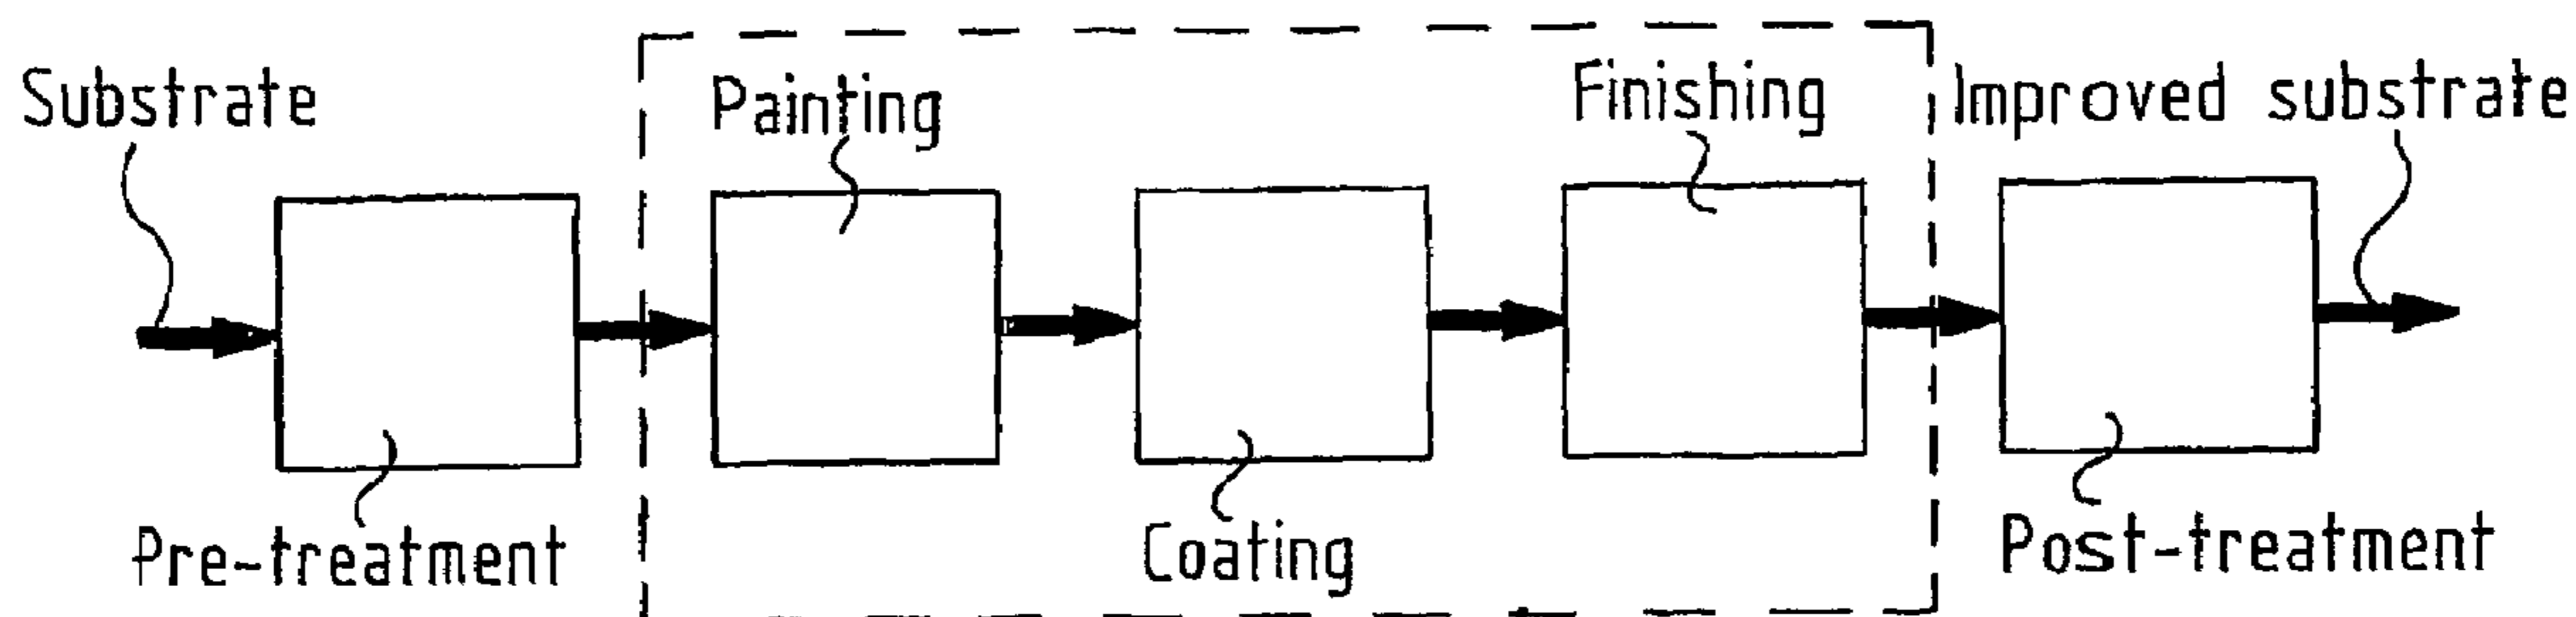 Substrate
Painting
Finishing
Improved substrate
Pre-treatment
Coating
Post-treatment